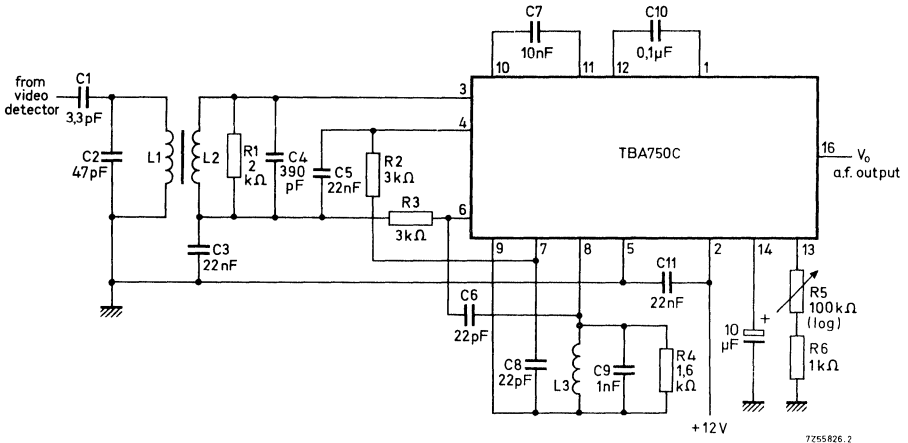 C7
10nF
C10
0,1µF
10
11
12
1
from
video
detector
C1
3,3pF
3
4
TBA750C
16
Vo
a.f. output
C2
47pF
L1
L2
R1
2
kΩ
C4
390
pF
C5
22nF
R2
3kΩ
R3
3kΩ
6
C3
22nF
9
7
8
5
2
14
13
C11
22nF
C6
22pF
R5
100kΩ
(log)
+
10
µF
R6
1kΩ
C8
22pF
L3
C9
1nF
R4
1,6
kΩ
+12V
7Z55826.2